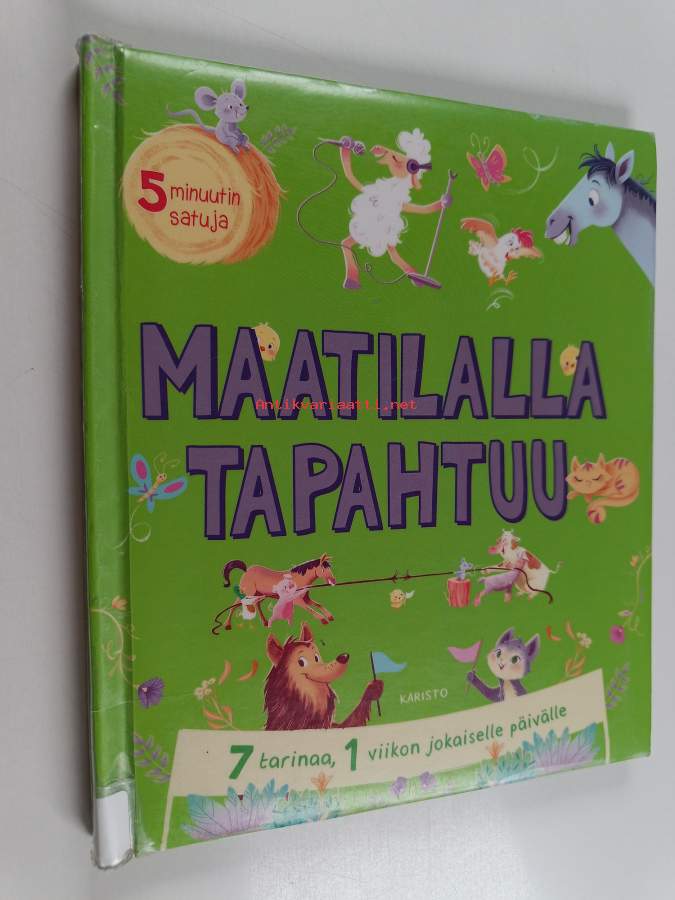 5 minuutin
satuja
MAATILALLA
Antikvariaatti.net
TAPAHTUU
KARISTO
7 tarinaa, 1 viikon jokaiselle päivälle